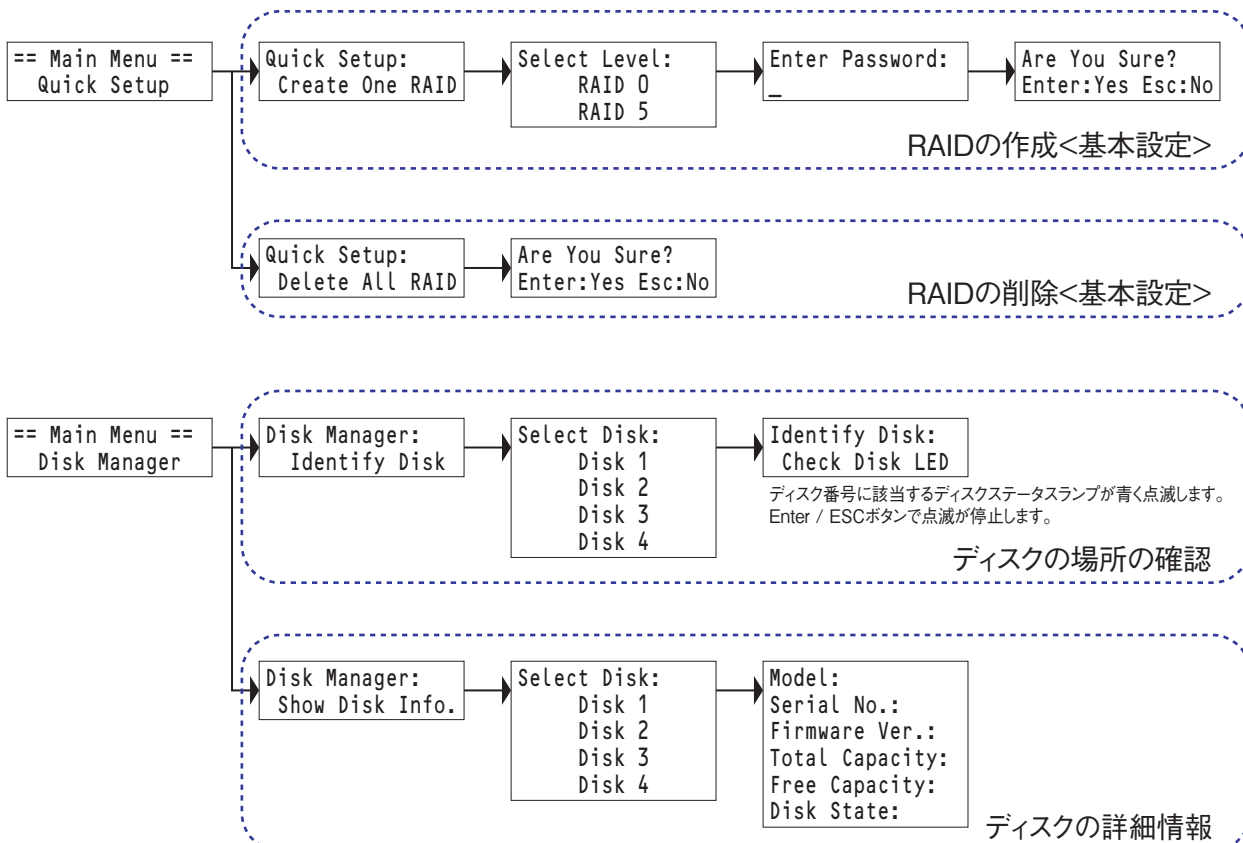 == Main Menu ==
Quick Setup
Quick Setup:
Create One RAID
Select Level:
RAID 0
RAID 5
Enter Password:
_
Are You Sure?
Enter:Yes Esc:No
RAIDの作成<基本設定>
Quick Setup:
Delete All RAID
Are You Sure?
Enter:Yes Esc:No
RAIDの削除<基本設定>
== Main Menu ==
Disk Manager
Disk Manager:
Identify Disk
Select Disk:
Disk 1
Disk 2
Disk 3
Disk 4
Identify Disk:
Check Disk LED
ディスク番号に該当するディスクステータスランプが青く点滅します。
Enter / ESCボタンで点滅が停止します。
ディスクの場所の確認
Disk Manager:
Show Disk Info.
Select Disk:
Disk 1
Disk 2
Disk 3
Disk 4
Model:
Serial No.:
Firmware Ver.:
Total Capacity:
Free Capacity:
Disk State:
ディスクの詳細情報